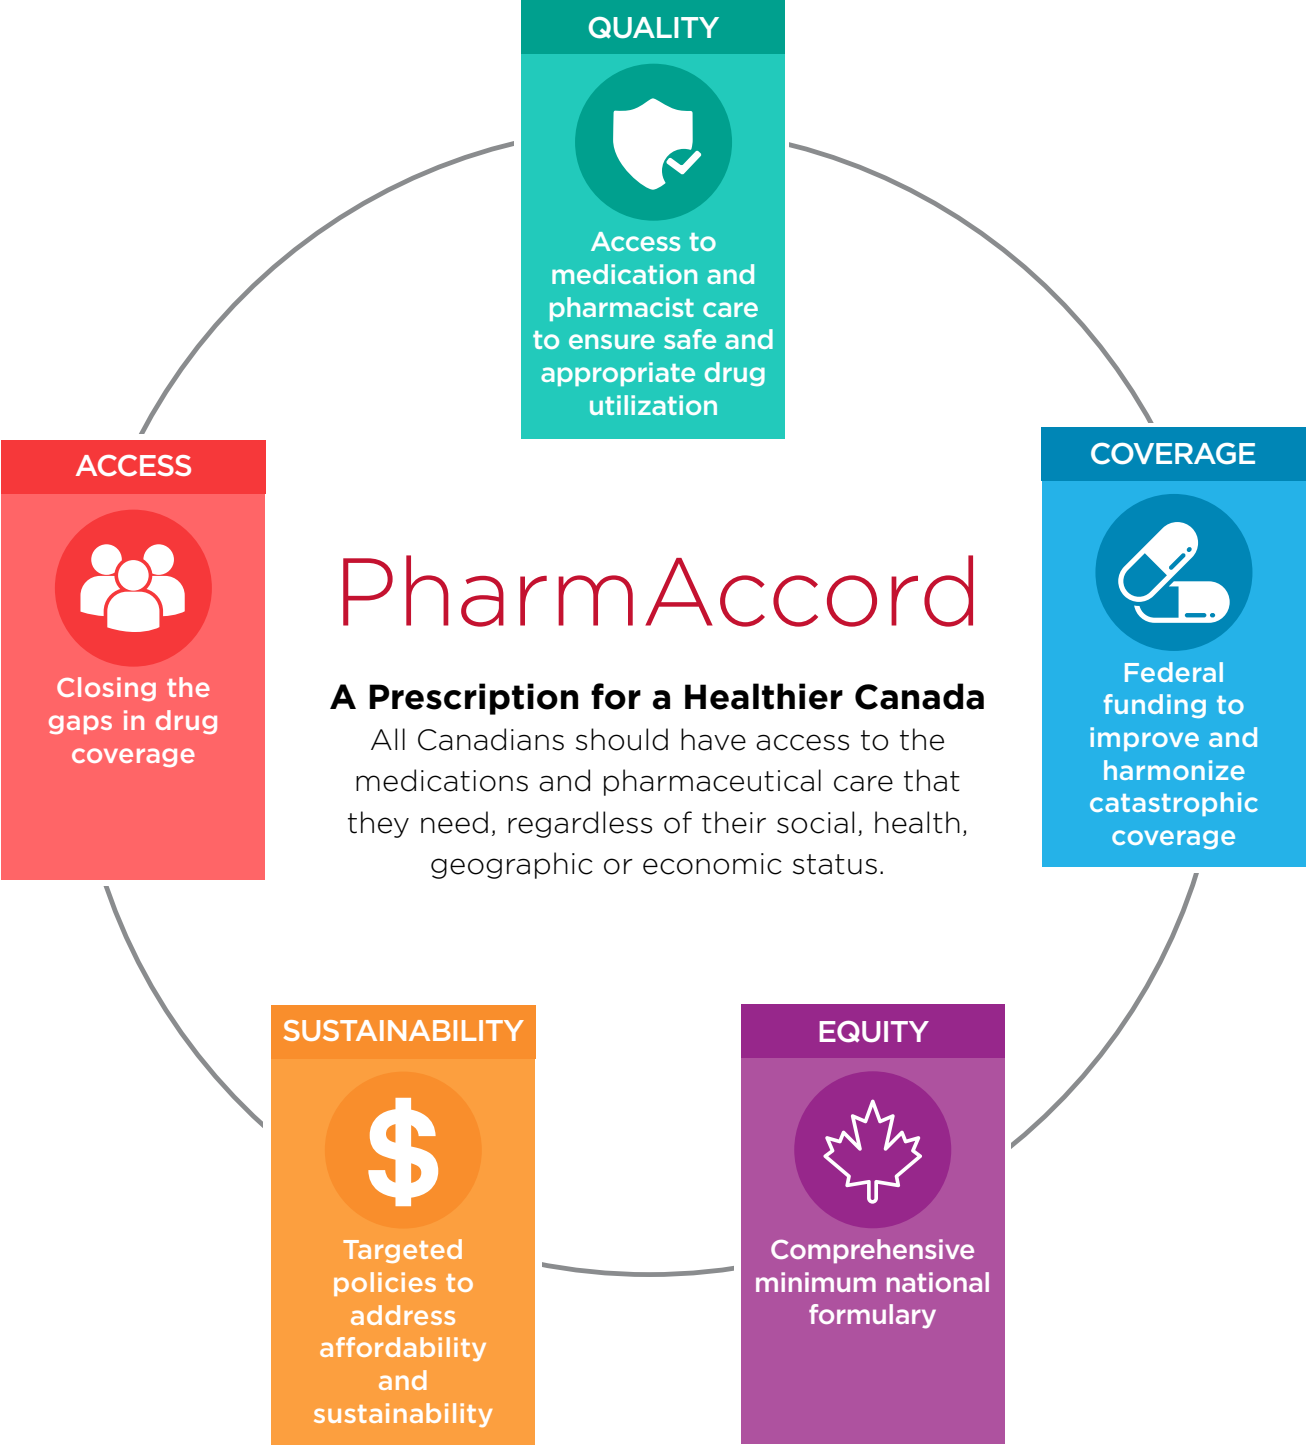 QUALITY
Access to
medication and
pharmacist care
to ensure safe and
appropriate drug
utilization
ACCESS
Closing the
gaps in drug
coverage
PharmAccord
A Prescription for a Healthier Canada
All Canadians should have access to the
medications and pharmaceutical care that
they need, regardless of their social, health,
geographic or economic status.
COVERAGE
Federal
funding to
improve and
harmonize
catastrophic
coverage
SUSTAINABILITY
$
Targeted
policies to
address
affordability
and
sustainability
EQUITY
Comprehensive
minimum national
formulary